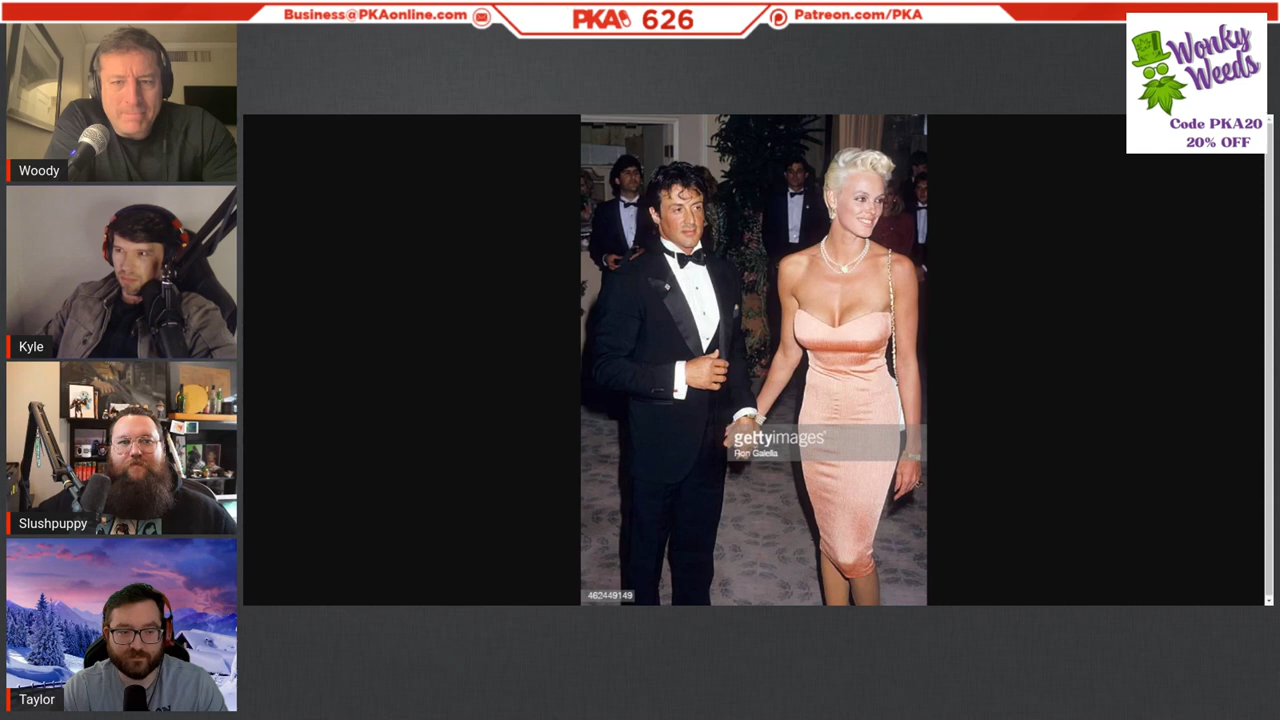 Business@PKAonline.com
PKA 626
Patreon.com/PKA
Wonky
Weeds
Code PKA20
20% OFF
Woody
Kyle
Slushpuppy
Taylor
gettyimages®
Ron Galella
462449149